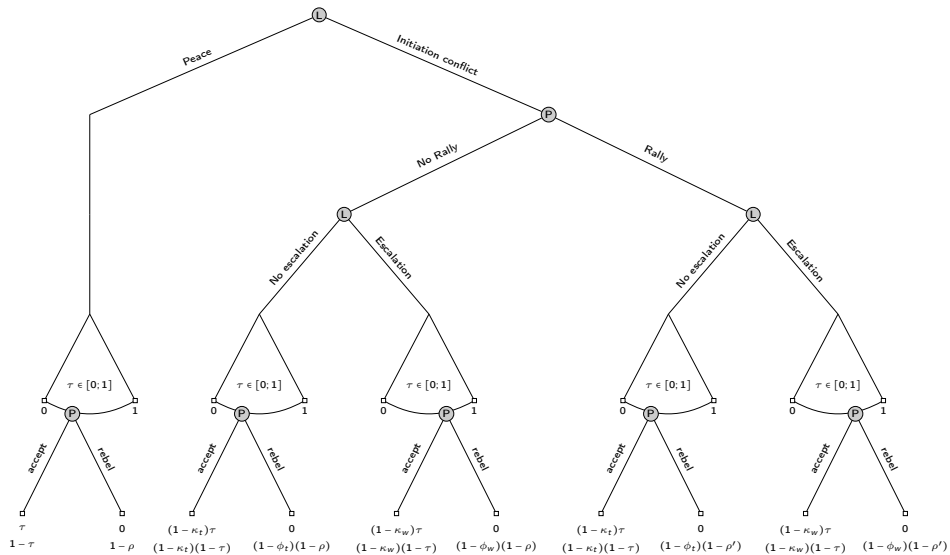 L
Peace
Initiation conflict
P
No Rally
Rally
L
L
No escalation
Escalation
No escalation
Escalation
τ ∈ [0; 1]
τ ∈ [0; 1]
τ ∈ [0; 1]
τ ∈ [0; 1]
τ ∈ [0; 1]
0 1 0 1 0 1 0 1 0 1
P P P P P
accept rebel accept rebel accept rebel accept rebel accept rebel
τ 0 (1−κ_t)τ 0 (1−κ_w)τ 0 (1−κ_t)τ 0 (1−κ_w)τ 0
1−τ 1−ρ (1−κ_t)(1−τ) (1−ϕ_t)(1−ρ) (1−κ_w)(1−τ) (1−ϕ_w)(1−ρ) (1−κ_t)(1−τ) (1−ϕ_t)(1−ρ′) (1−κ_w)(1−τ) (1−ϕ_w)(1−ρ′)